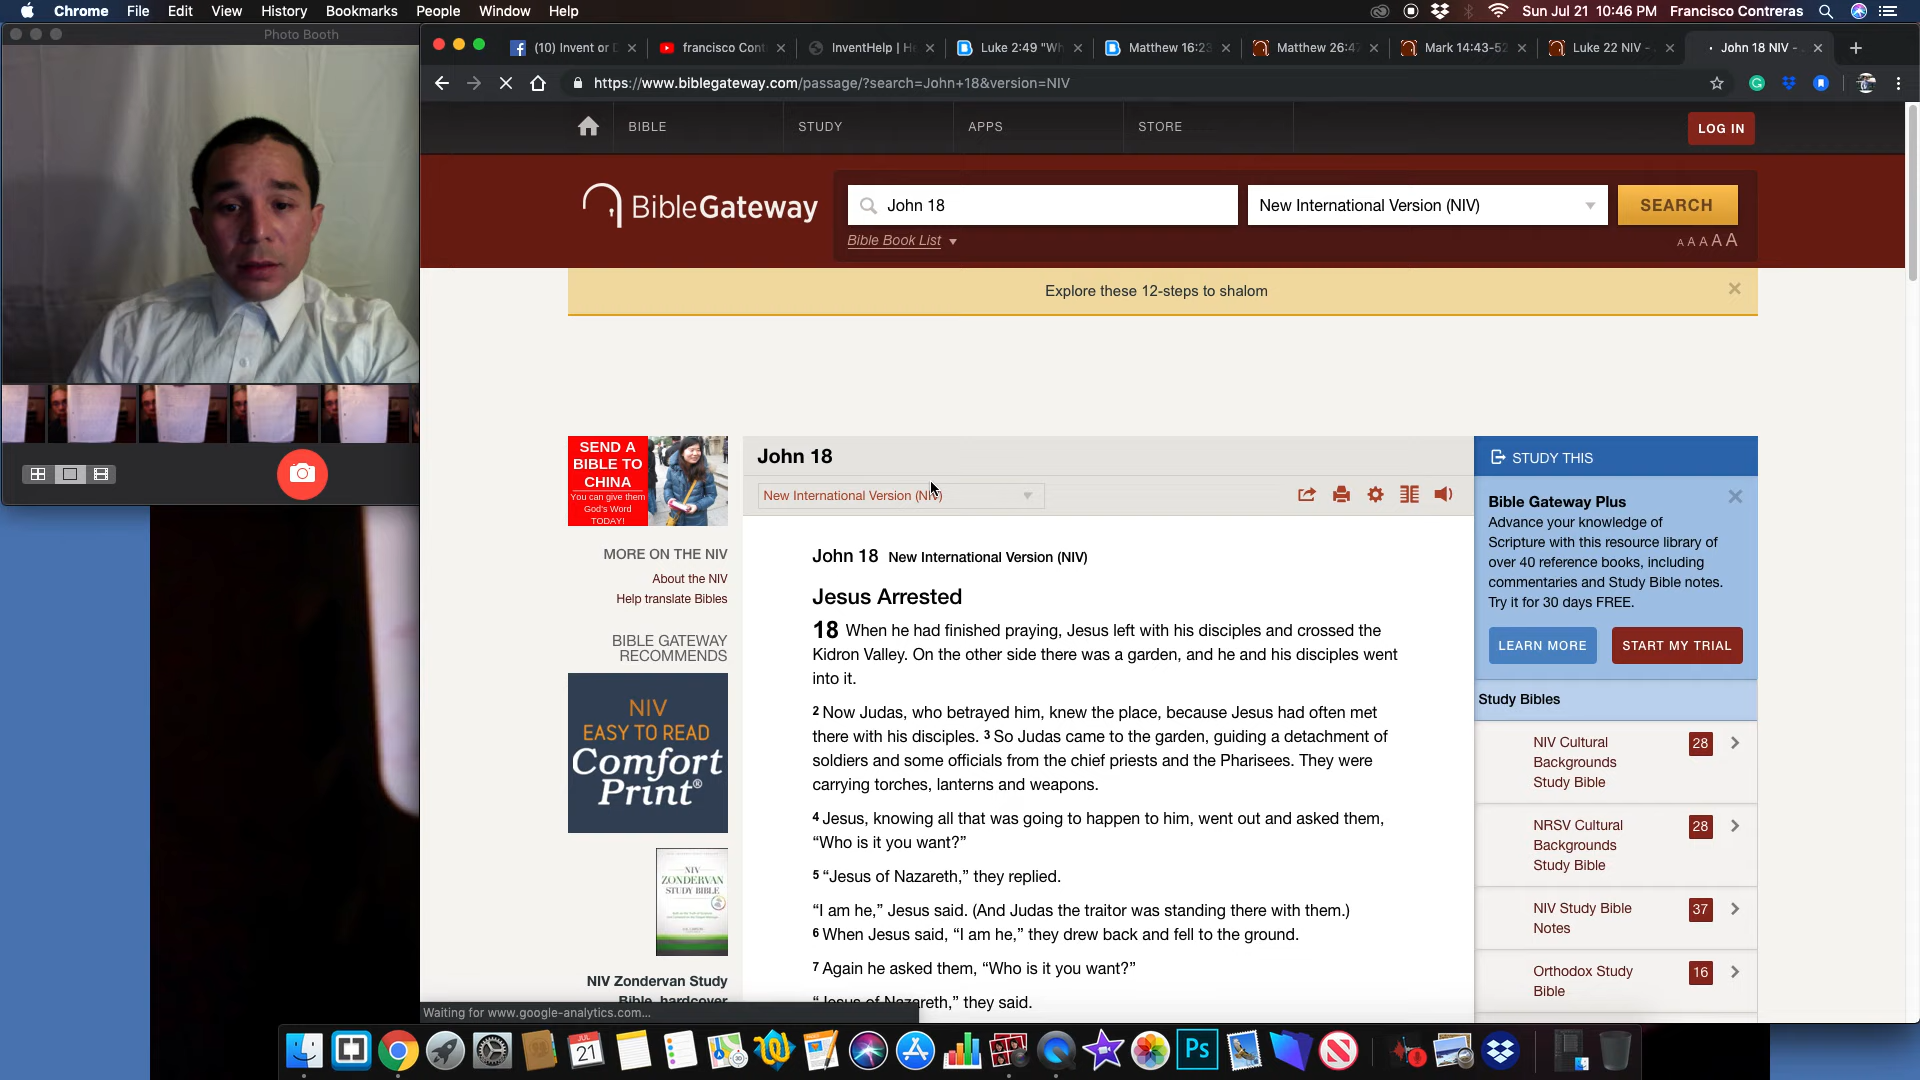 Chrome File Edit View History Bookmarks People Window Help
Sun Jul 21 10:46 PM Francisco Contreras
Photo Booth
(10) Invent or
francisco Cont
InventHelp | H
Luke 2:49 "Wh
Matthew 16:23
Matthew 26:47
Mark 14:43-52
Luke 22 NIV -
John 18 NIV -
https://www.biblegateway.com/passage/?search=John+18&version=NIV
BIBLE STUDY APPS STORE
LOG IN
BibleGateway
John 18
New International Version (NIV)
SEARCH
Bible Book List
A A A A A
Explore these 12-steps to shalom
SEND A
BIBLE TO
CHINA
You can give them
God's Word
TODAY!
MORE ON THE NIV
About the NIV
Help translate Bibles
BIBLE GATEWAY
RECOMMENDS
NIV
EASY TO READ
Comfort
Print®
NIV
ZONDERVAN
STUDY BIBLE
NIV Zondervan Study
Bible, hardcover
John 18
New International Version (NIV)
John 18 New International Version (NIV)
Jesus Arrested
18 When he had finished praying, Jesus left with his disciples and crossed the
Kidron Valley. On the other side there was a garden, and he and his disciples went
into it.
2 Now Judas, who betrayed him, knew the place, because Jesus had often met
there with his disciples. 3 So Judas came to the garden, guiding a detachment of
soldiers and some officials from the chief priests and the Pharisees. They were
carrying torches, lanterns and weapons.
4 Jesus, knowing all that was going to happen to him, went out and asked them,
“Who is it you want?”
5 “Jesus of Nazareth,” they replied.
“I am he,” Jesus said. (And Judas the traitor was standing there with them.)
6 When Jesus said, “I am he,” they drew back and fell to the ground.
7 Again he asked them, “Who is it you want?”
“Jesus of Nazareth,” they said.
STUDY THIS
Bible Gateway Plus
Advance your knowledge of
Scripture with this resource library of
over 40 reference books, including
commentaries and Study Bible notes.
Try it for 30 days FREE.
LEARN MORE
START MY TRIAL
Study Bibles
NIV Cultural
Backgrounds
Study Bible
28
NRSV Cultural
Backgrounds
Study Bible
28
NIV Study Bible
Notes
37
Orthodox Study
Bible
16
Waiting for www.google-analytics.com...
JUL
21
Ps